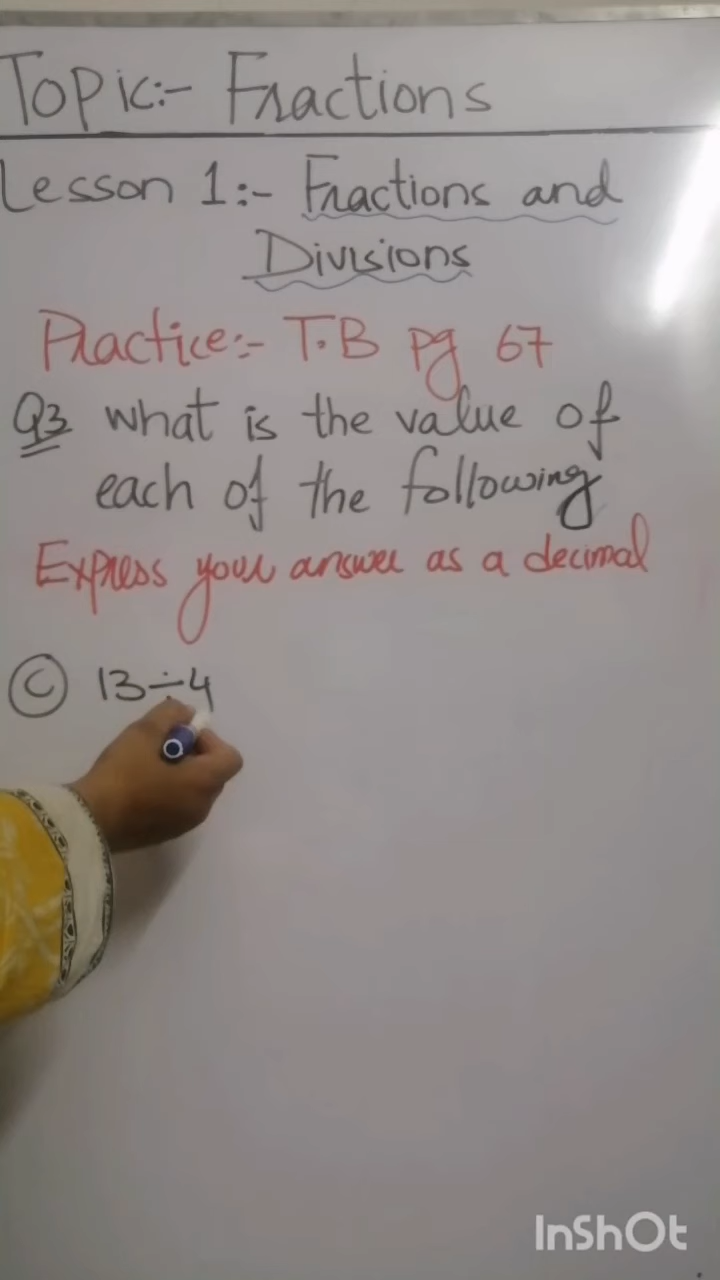 Topic:- Fractions
Lesson 1:- Fractions and
Divisions
Practice:- T.B pg 67
Q3 what is the value of
each of the following
Express your answer as a decimal
C 13÷4
InShOt